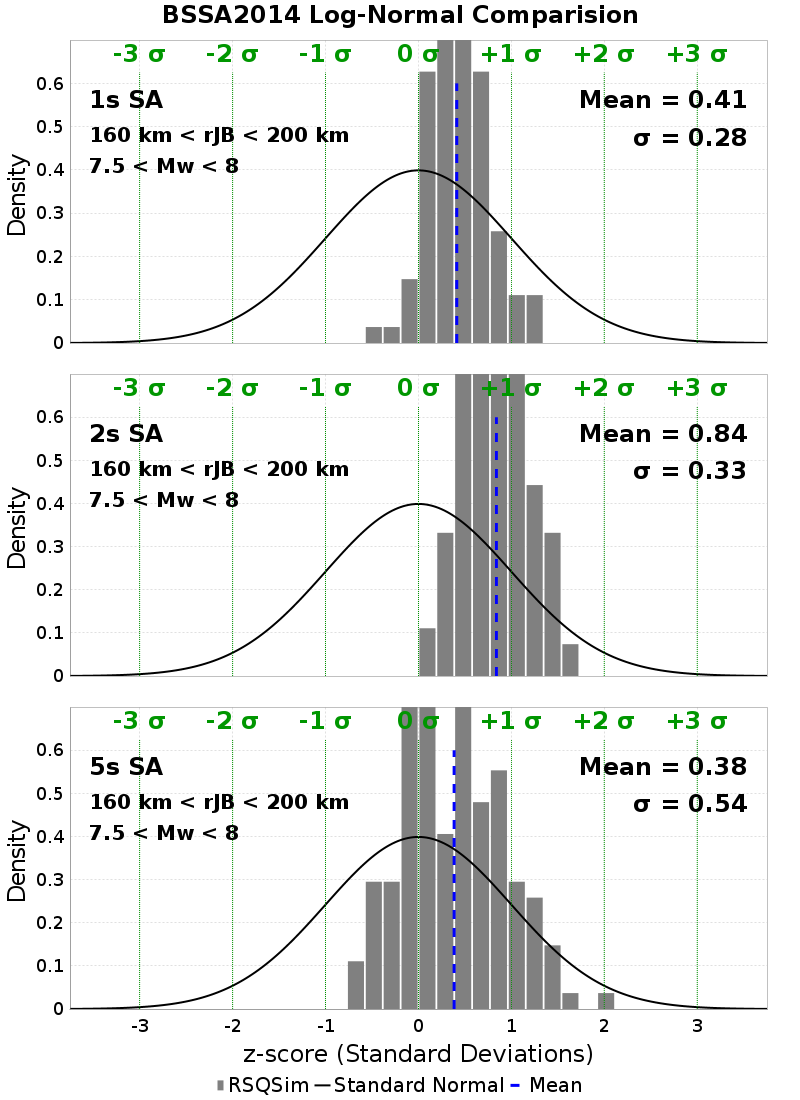 BSSA2014 Log-Normal Comparision
-3 σ -2 σ -1 σ 0 σ +1 σ +2 σ +3 σ
1s SA
160 km < rJB < 200 km
7.5 < Mw < 8
Mean = 0.41
σ = 0.28
Density
0.6
0.5
0.4
0.3
0.2
0.1
0
-3 σ -2 σ -1 σ 0 σ +1 σ +2 σ +3 σ
2s SA
160 km < rJB < 200 km
7.5 < Mw < 8
Mean = 0.84
σ = 0.33
Density
0.6
0.5
0.4
0.3
0.2
0.1
0
-3 σ -2 σ -1 σ 0 σ +1 σ +2 σ +3 σ
5s SA
160 km < rJB < 200 km
7.5 < Mw < 8
Mean = 0.38
σ = 0.54
Density
0.6
0.5
0.4
0.3
0.2
0.1
0
-3 -2 -1 0 1 2 3
z-score (Standard Deviations)
RSQSim Standard Normal Mean